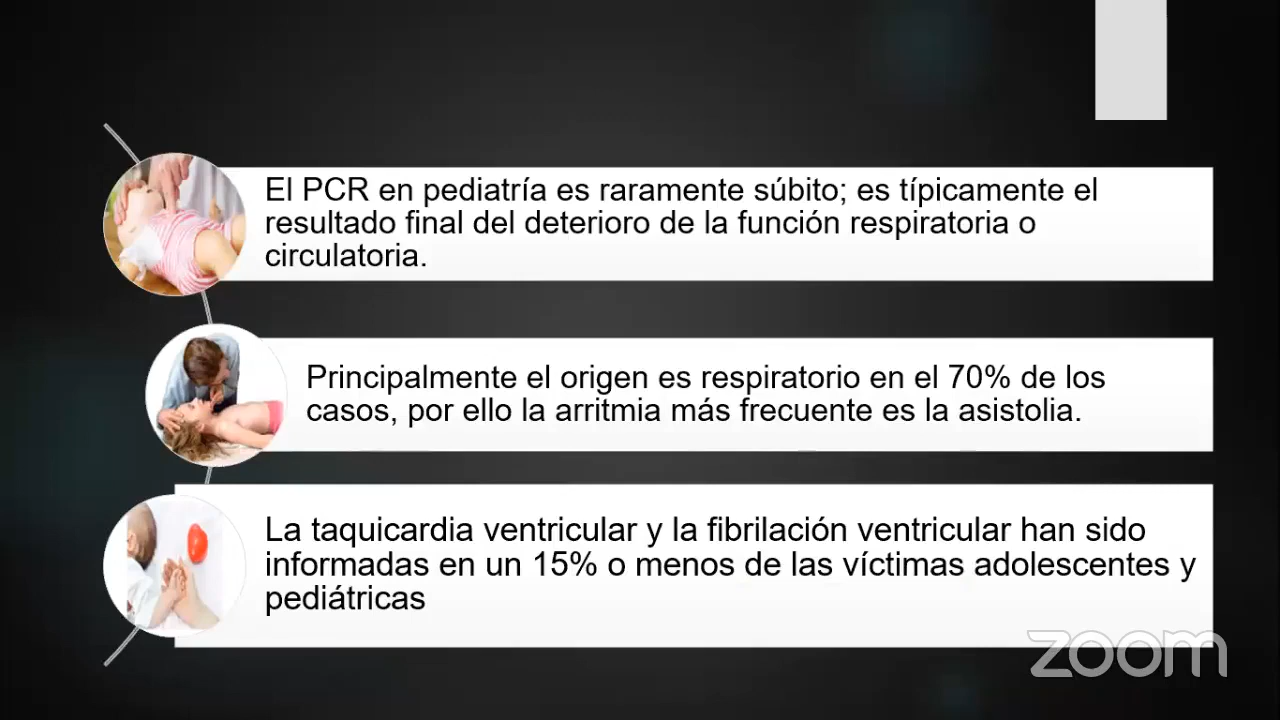 El PCR en pediatría es raramente súbito; es típicamente el
resultado final del deterioro de la función respiratoria o
circulatoria.
Principalmente el origen es respiratorio en el 70% de los
casos, por ello la arritmia más frecuente es la asistolia.
La taquicardia ventricular y la fibrilación ventricular han sido
informadas en un 15% o menos de las víctimas adolescentes y
pediátricas
zoom